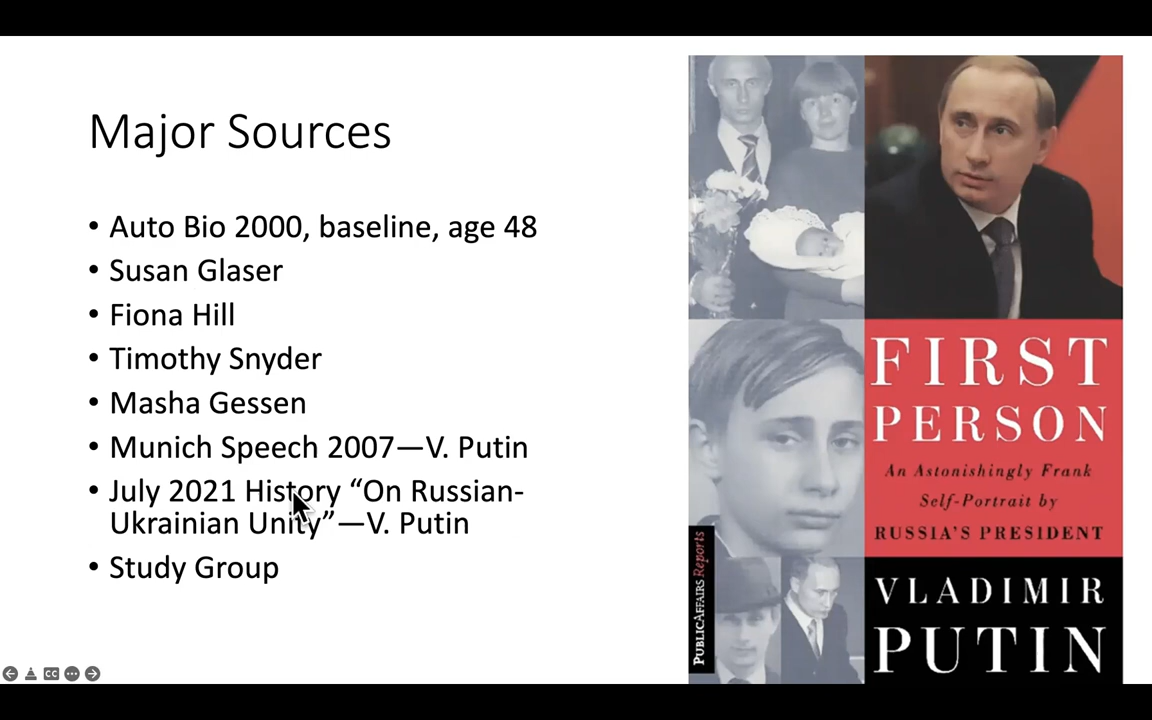 Major Sources
• Auto Bio 2000, baseline, age 48
• Susan Glaser
• Fiona Hill
• Timothy Snyder
• Masha Gessen
• Munich Speech 2007—V. Putin
• July 2021 History “On Russian-
Ukrainian Unity”—V. Putin
• Study Group
FIRST
PERSON
An Astonishingly Frank
Self-Portrait by
RUSSIA'S PRESIDENT
VLADIMIR
PUTIN
PUBLICAFFAIRS Reports
CC